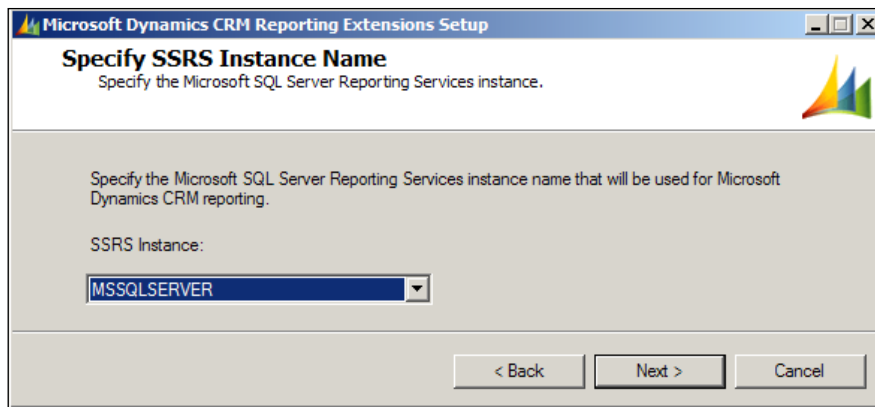 Microsoft Dynamics CRM Reporting Extensions Setup
Specify SSRS Instance Name
Specify the Microsoft SQL Server Reporting Services instance.
Specify the Microsoft SQL Server Reporting Services instance name that will be used for Microsoft
Dynamics CRM reporting.
SSRS Instance:
MSSQLSERVER
< Back Next > Cancel